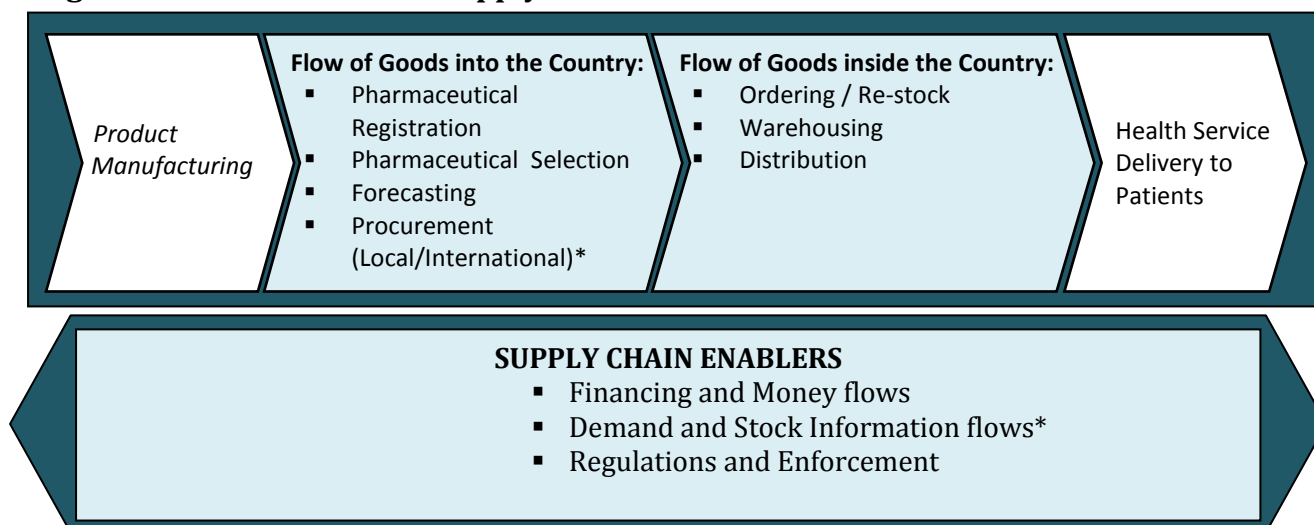 Product
Manufacturing
Flow of Goods into the Country:
▪ Pharmaceutical
Registration
▪ Pharmaceutical Selection
▪ Forecasting
▪ Procurement
(Local/International)*
Flow of Goods inside the Country:
▪ Ordering / Re-stock
▪ Warehousing
▪ Distribution
Health Service
Delivery to
Patients
SUPPLY CHAIN ENABLERS
▪ Financing and Money flows
▪ Demand and Stock Information flows*
▪ Regulations and Enforcement